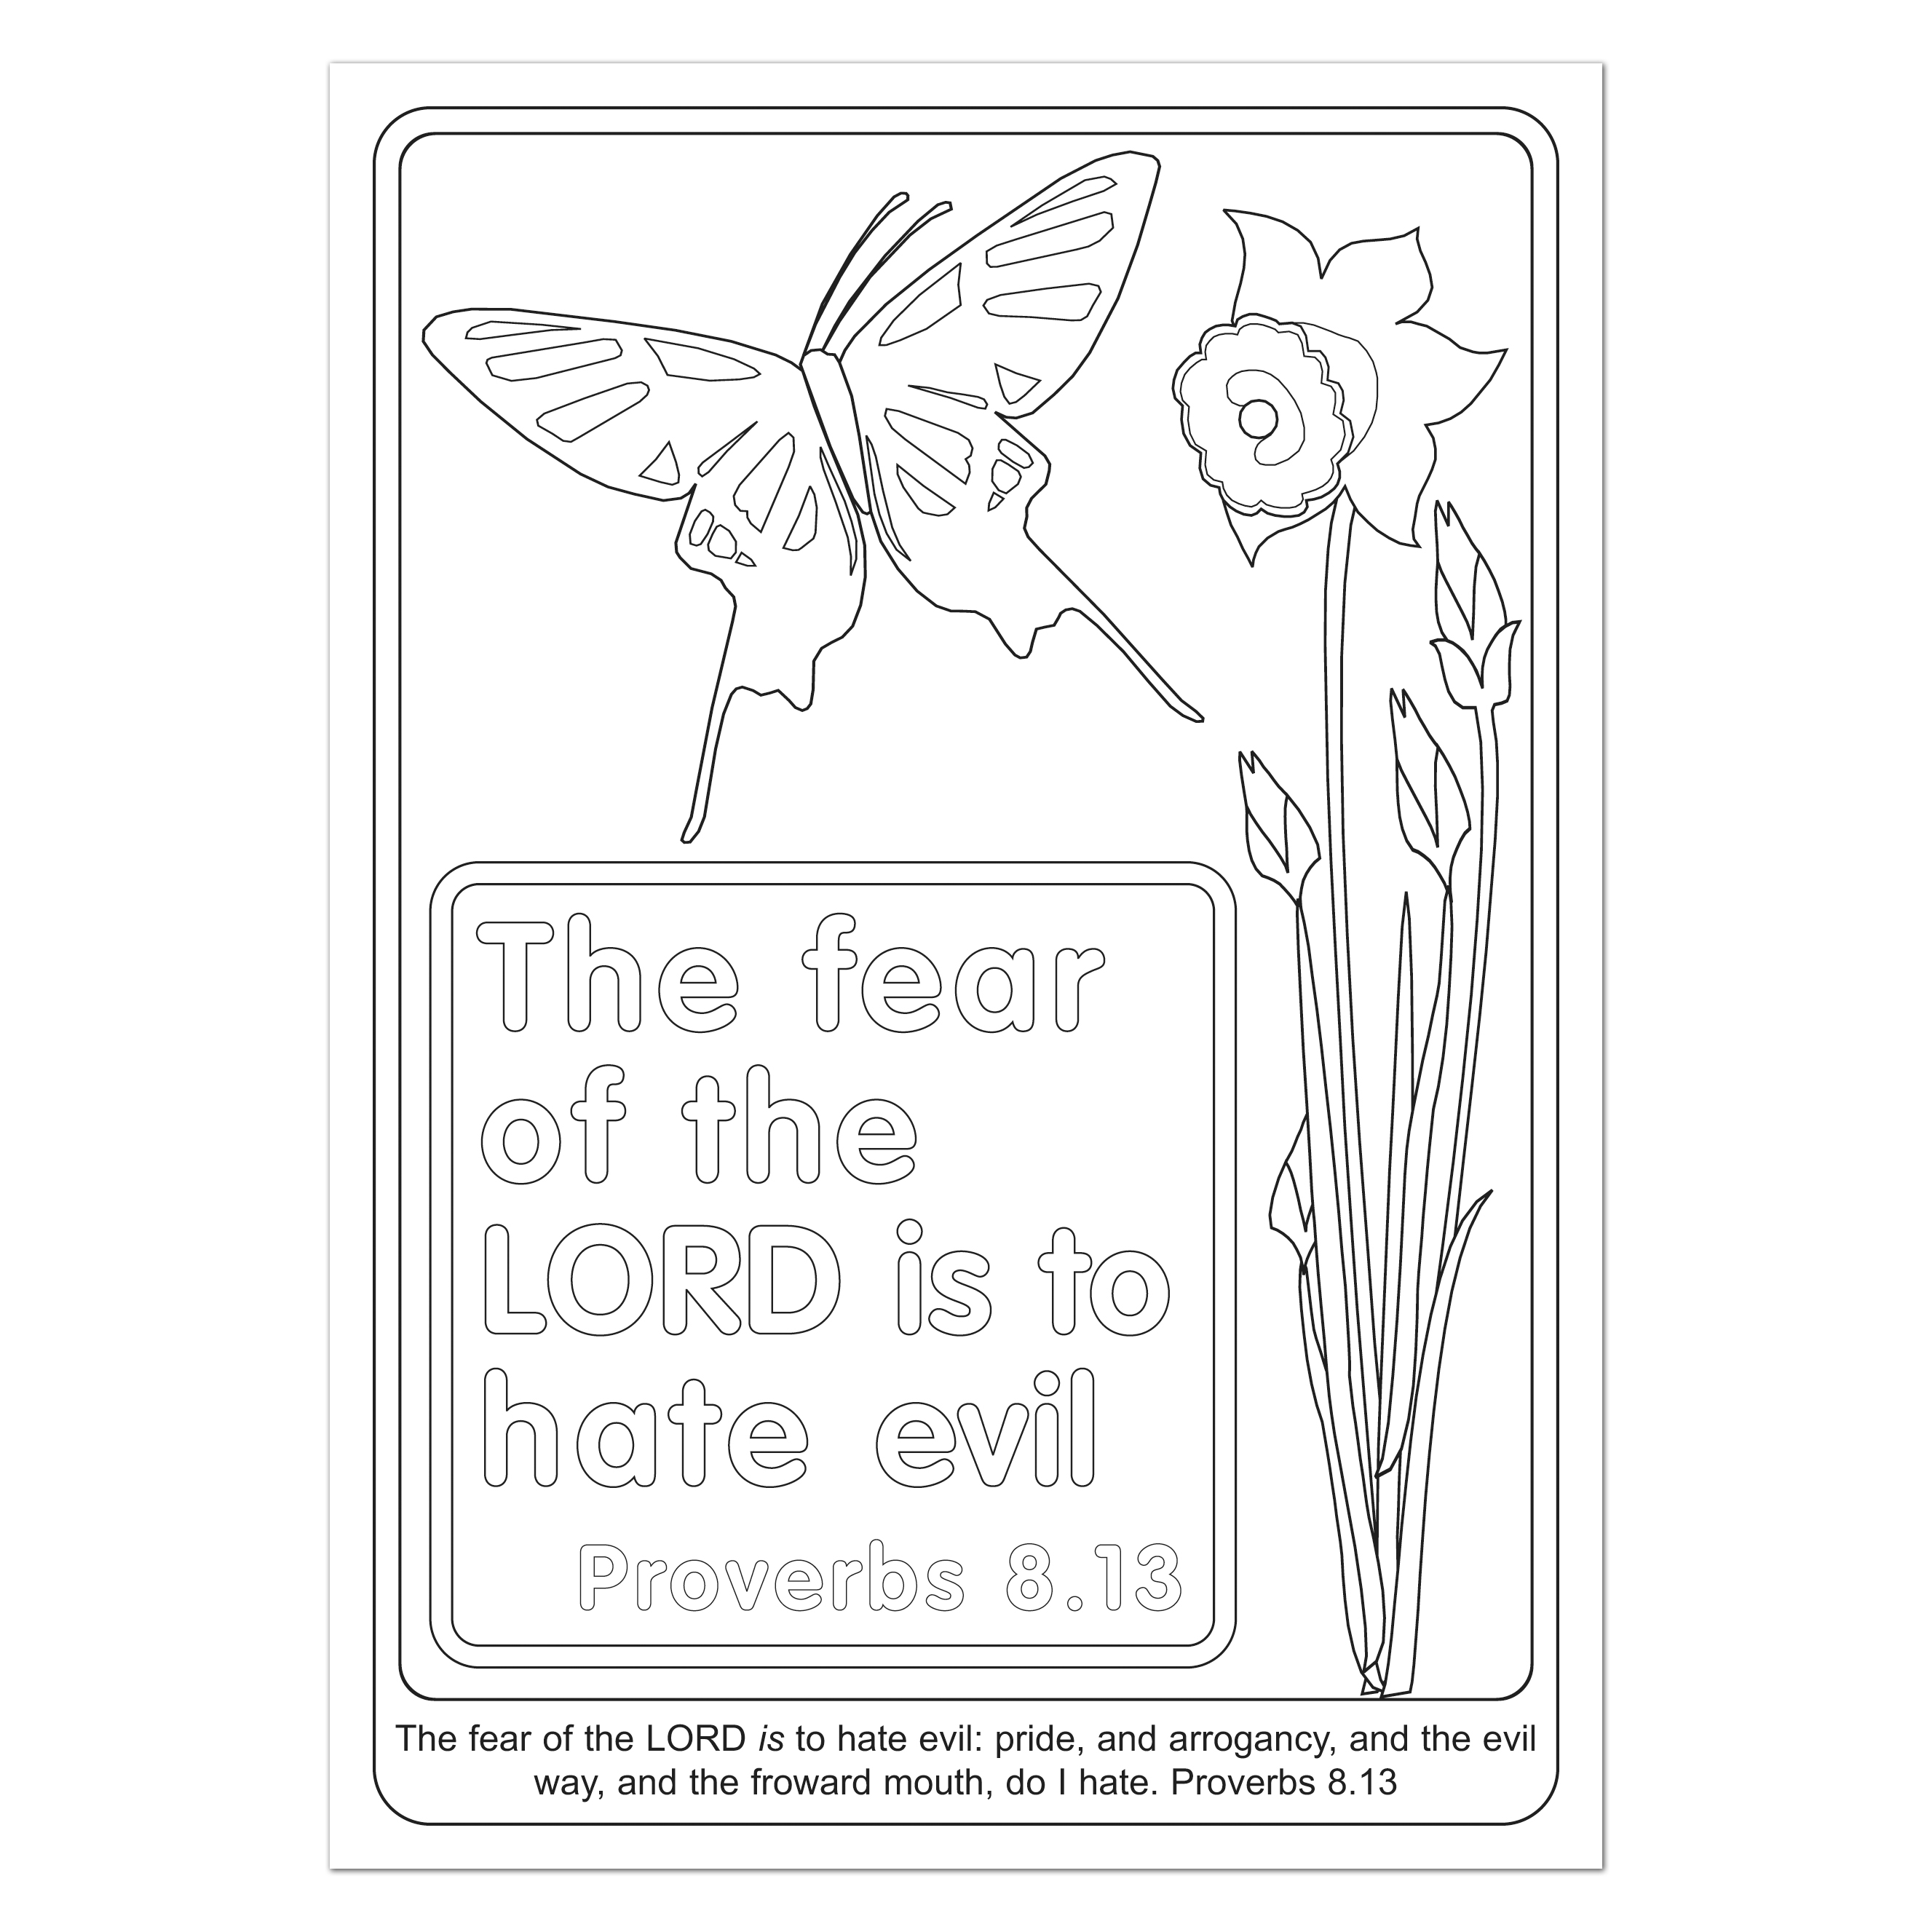 The fear
of the
LORD is to
hate evil
Proverbs 8.13
The fear of the LORD is to hate evil: pride, and arrogancy, and the evil
way, and the froward mouth, do I hate. Proverbs 8.13